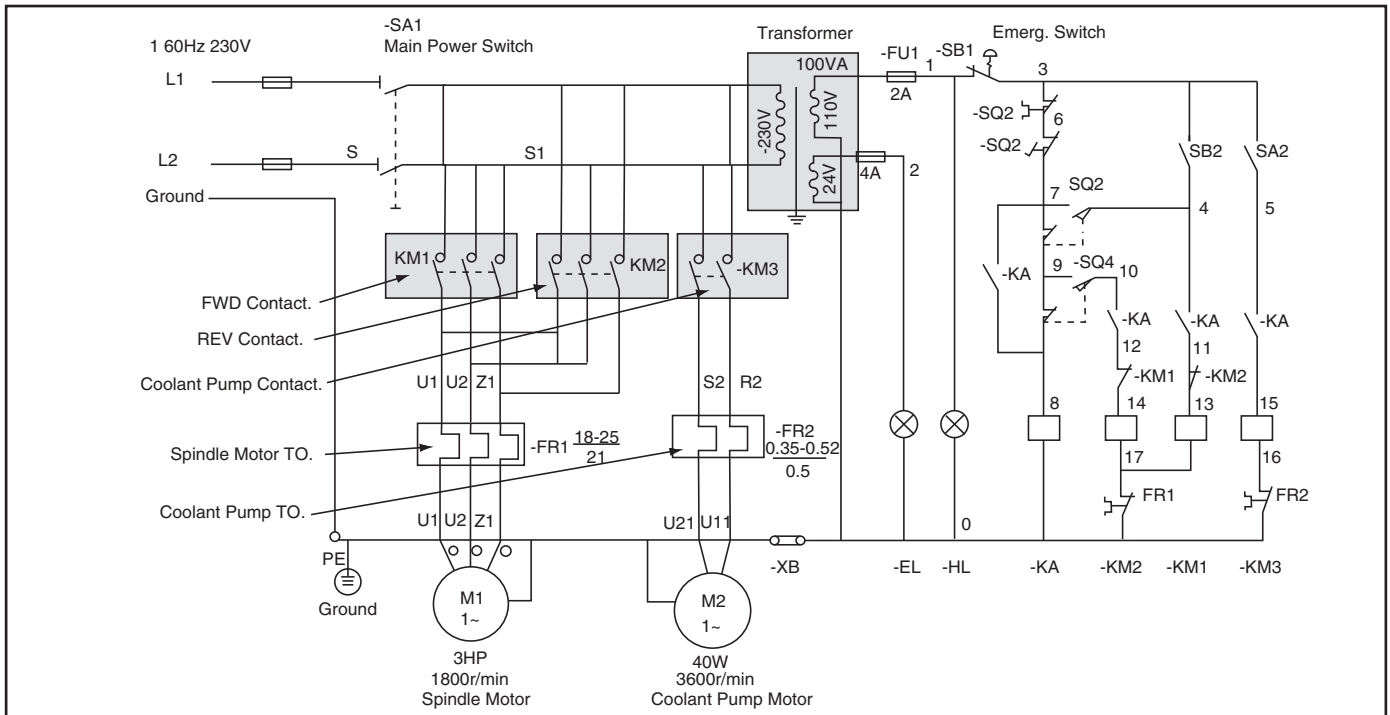 -SA1
Main Power Switch
1 60Hz 230V
L1
L2
S
S1
Ground
Transformer
100VA
-230V
110V
24V
-FU1
2A
4A
1
2
-SB1
Emerg. Switch
3
-SQ2
6
-SQ2
7
SQ2
SB2
SA2
4
5
-KA
9
-SQ4
10
-KA
-KA
-KA
12
11
-KM1
-KM2
8
14
13
15
17
16
FR1
FR2
0
KM1
KM2
-KM3
FWD Contact.
REV Contact.
Coolant Pump Contact.
U1 U2 Z1
S2 R2
Spindle Motor TO.
-FR1 18-25
21
-FR2
0.35-0.52
0.5
Coolant Pump TO.
U1 U2 Z1
U21 U11
PE
Ground
-XB
-EL
-HL
-KA
-KM2
-KM1
-KM3
M1
1~
M2
1~
3HP
1800r/min
Spindle Motor
40W
3600r/min
Coolant Pump Motor